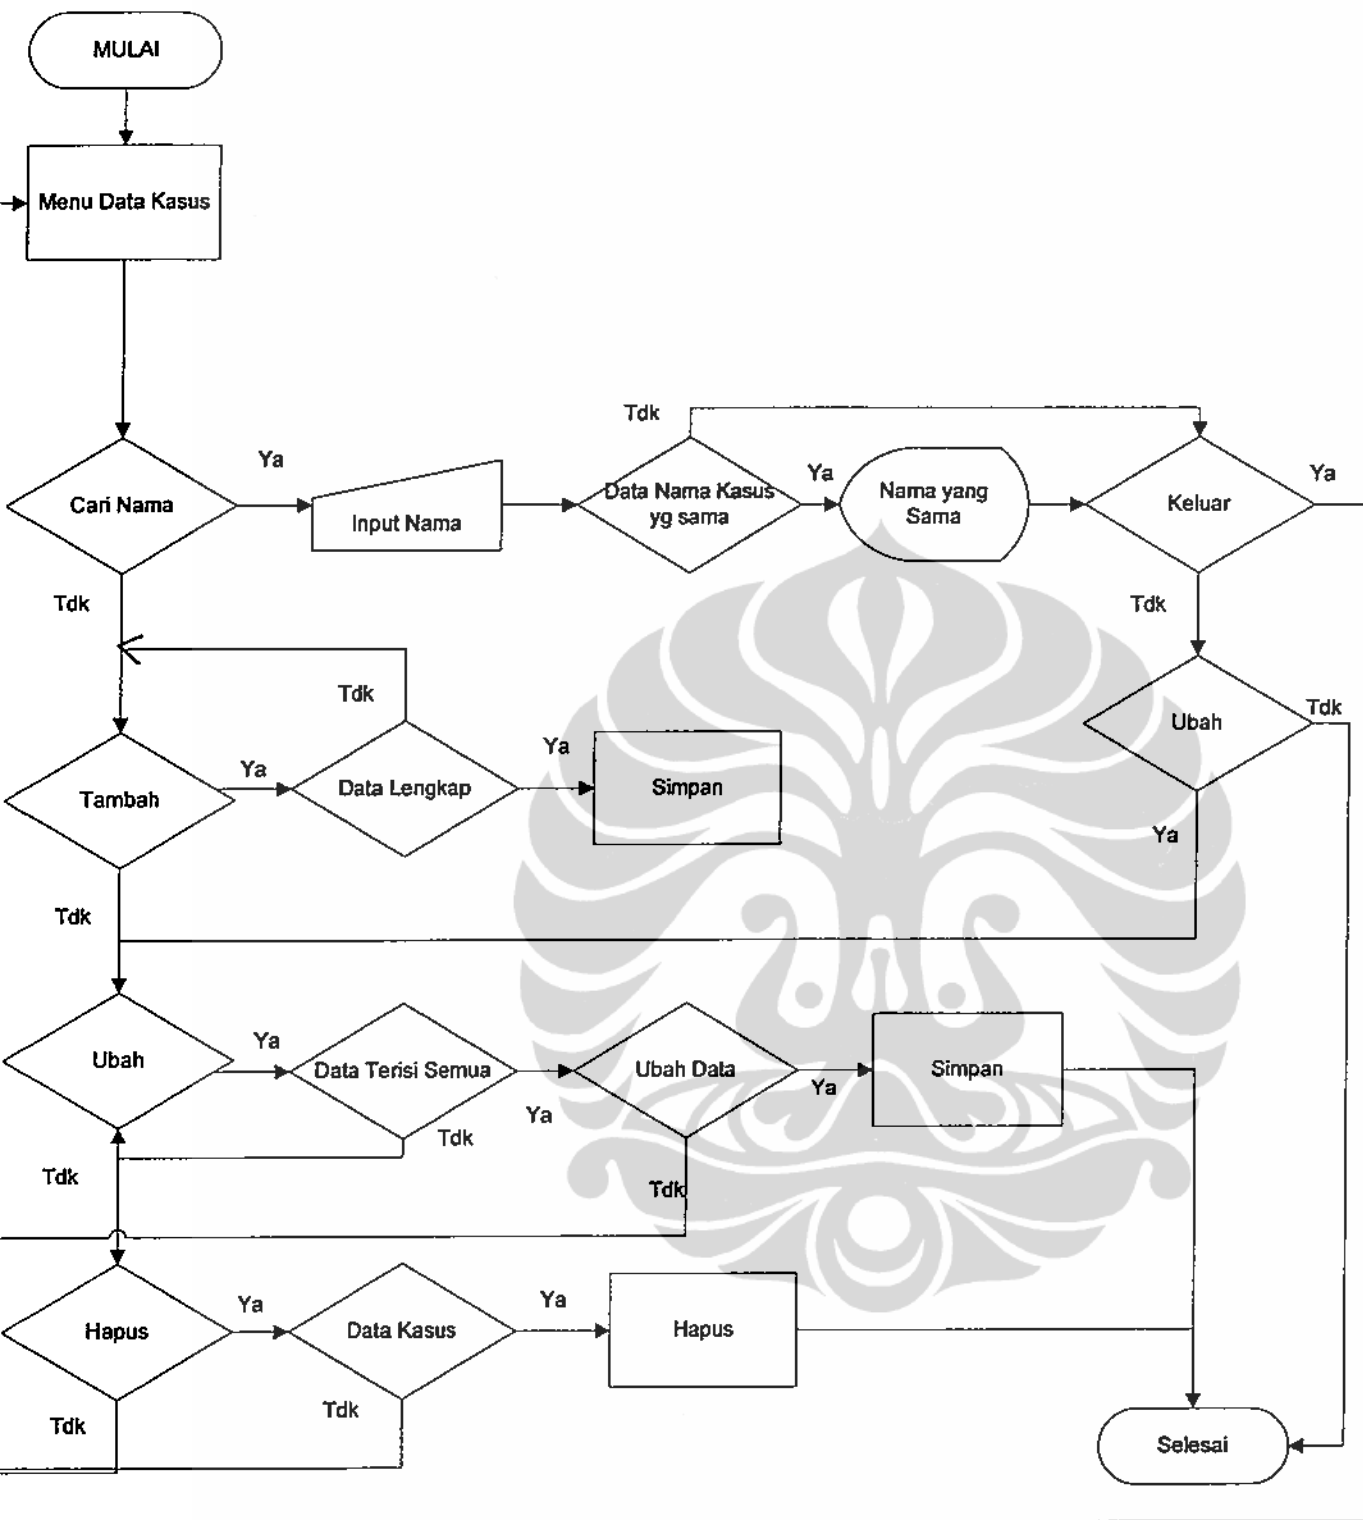 MULAI
Menu Data Kasus
Tdk
Ya
Ya
Ya
Cari Nama
Input Nama
Data Nama Kasus
yg sama
Nama yang
Sama
Keluar
Tdk
Tdk
Tdk
Tdk
Ya
Ya
Tambah
Data Lengkap
Simpan
Ubah
Ya
Tdk
Ya
Ubah
Data Terisi Semua
Ubah Data
Simpan
Ya
Ya
Tdk
Tdk
Tdk
Ya
Ya
Hapus
Data Kasus
Hapus
Tdk
Tdk
Selesai